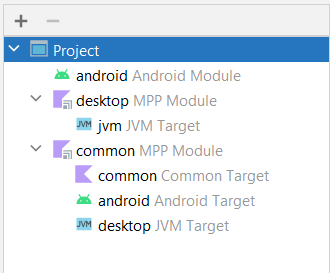 Project
android Android Module
desktop MPP Module
JVM jvm JVM Target
common MPP Module
common Common Target
android Android Target
JVM desktop JVM Target